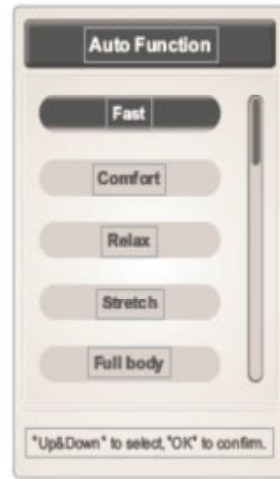 Auto Function
Fast
Comfort
Relax
Stretch
Full body
"Up&Down" to select,"OK" to confirm.